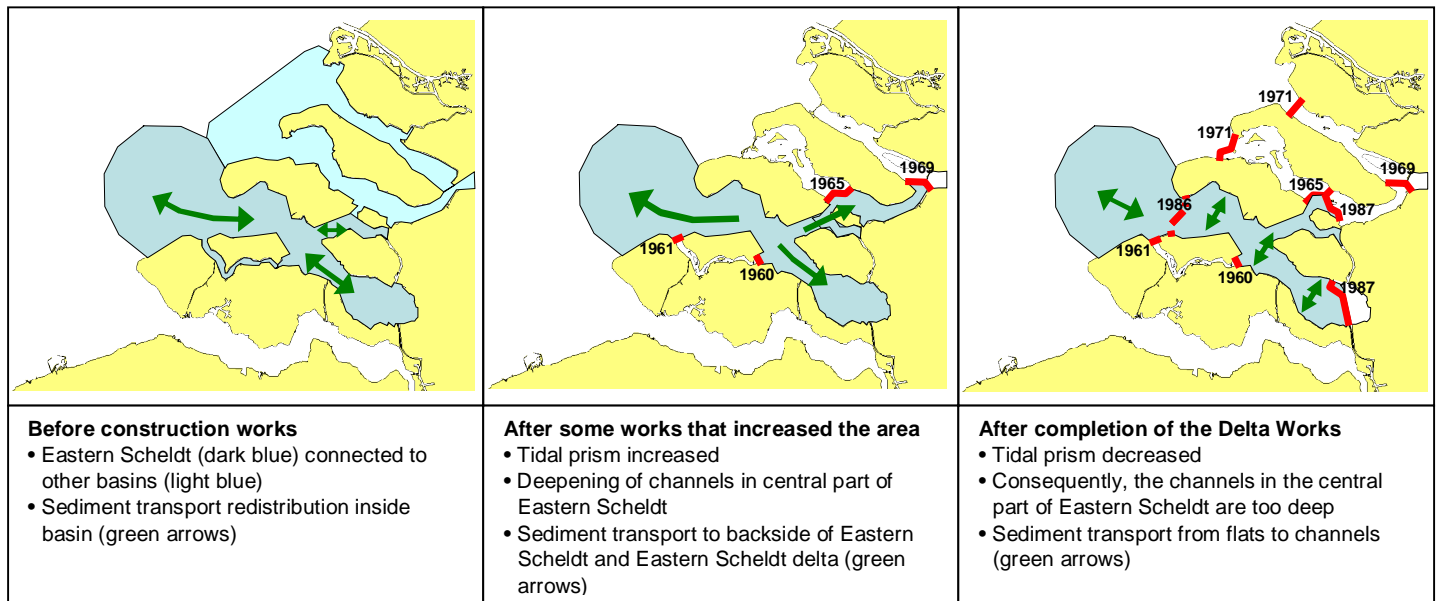 1965
1969
1961
1960
1971
1971
1969
1965
1986
1987
1961
1960
1987
Before construction works
• Eastern Scheldt (dark blue) connected to
other basins (light blue)
• Sediment transport redistribution inside
basin (green arrows)
After some works that increased the area
• Tidal prism increased
• Deepening of channels in central part of
Eastern Scheldt
• Sediment transport to backside of Eastern
Scheldt and Eastern Scheldt delta (green
arrows)
After completion of the Delta Works
• Tidal prism decreased
• Consequently, the channels in the central
part of Eastern Scheldt are too deep
• Sediment transport from flats to channels
(green arrows)